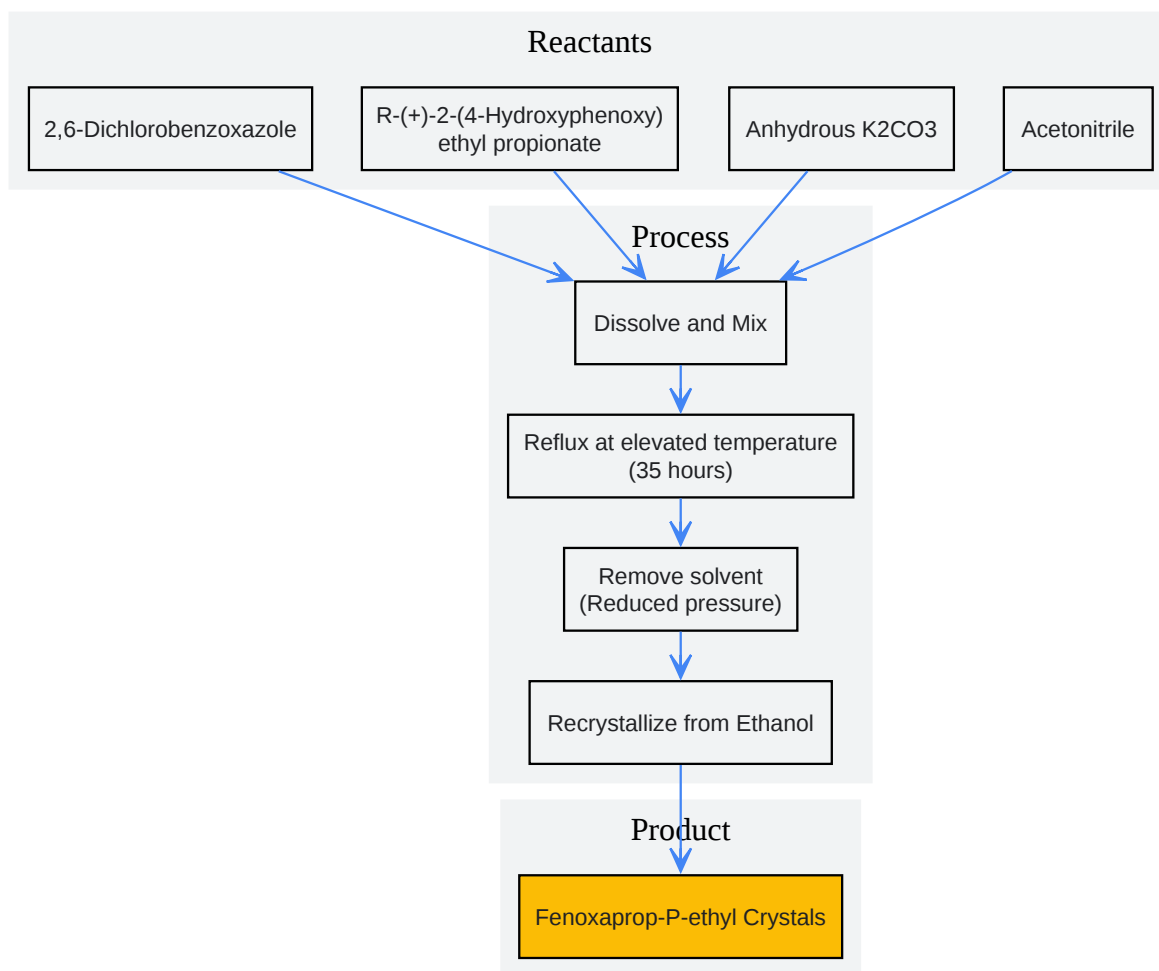 Reactants
2,6-Dichlorobenzoxazole
R-(+)-2-(4-Hydroxyphenoxy)
ethyl propionate
Anhydrous K2CO3
Acetonitrile
Process
Dissolve and Mix
Reflux at elevated temperature
(35 hours)
Remove solvent
(Reduced pressure)
Recrystallize from Ethanol
Product
Fenoxaprop-P-ethyl Crystals